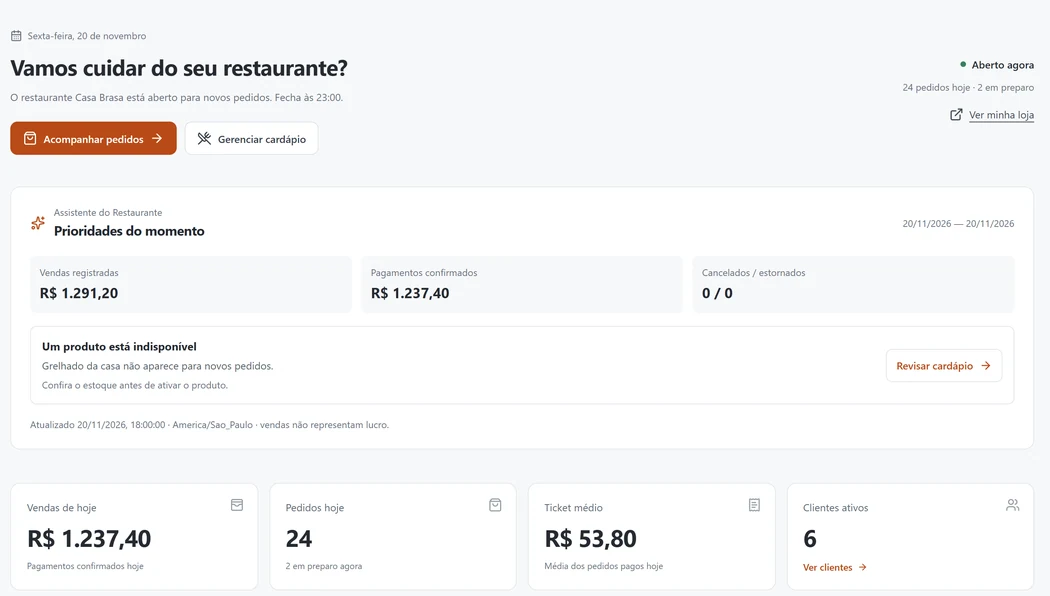 Sexta-feira, 20 de novembro
Vamos cuidar do seu restaurante?
O restaurante Casa Brasa está aberto para novos pedidos. Fecha às 23:00.
Acompanhar pedidos
Gerenciar cardápio
Aberto agora
24 pedidos hoje · 2 em preparo
Ver minha loja
Assistente do Restaurante
Prioridades do momento
20/11/2026 — 20/11/2026
Vendas registradas
R$ 1.291,20
Pagamentos confirmados
R$ 1.237,40
Cancelados / estornados
0 / 0
Um produto está indisponível
Grelhado da casa não aparece para novos pedidos.
Confira o estoque antes de ativar o produto.
Revisar cardápio
Atualizado 20/11/2026, 18:00:00 · America/Sao_Paulo · vendas não representam lucro.
Vendas de hoje
R$ 1.237,40
Pagamentos confirmados hoje
Pedidos hoje
24
2 em preparo agora
Ticket médio
R$ 53,80
Média dos pedidos pagos hoje
Clientes ativos
6
Ver clientes